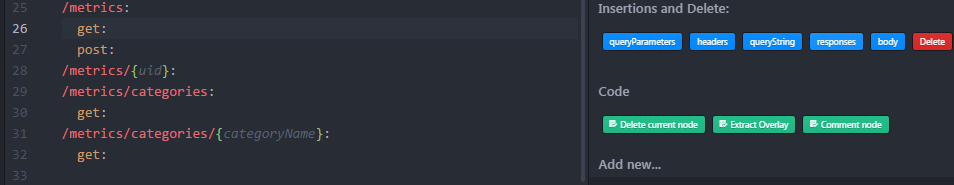 25 /metrics:
26 get:
27 post:
28 /metrics/{uid}:
29 /metrics/categories:
30 get:
31 /metrics/categories/{categoryName}:
32 get:
33
Insertions and Delete:
queryParameters headers queryString responses body Delete
Code
Delete current node Extract Overlay Comment node
Add new...